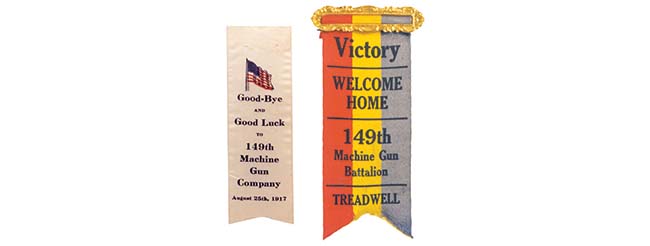 Good-Bye
AND
Good Luck
TO
149th
Machine
Gun
Company
August 25th, 1917
Victory
WELCOME
HOME
149th
Machine Gun
Battalion
TREADWELL